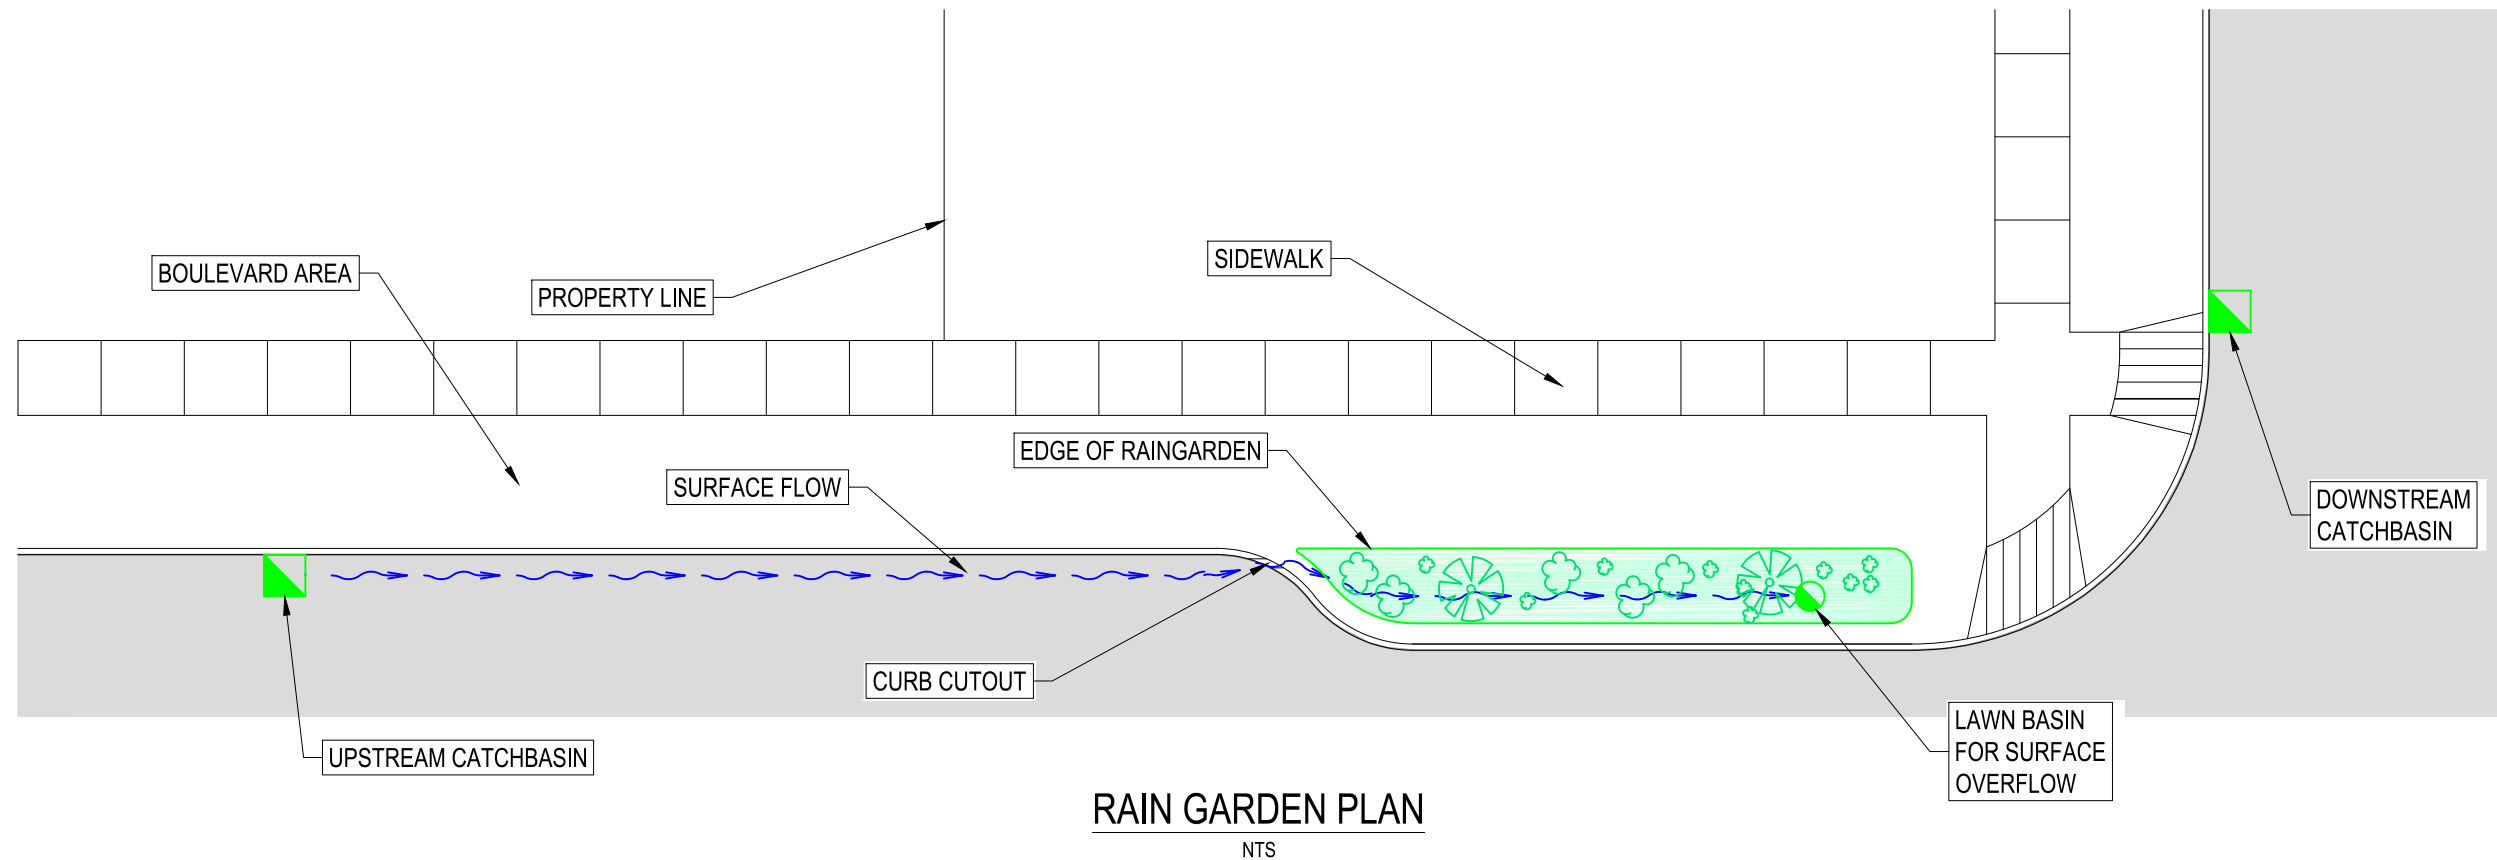 SIDEWALK
BOULEVARD AREA
PROPERTY LINE
EDGE OF RAINGARDEN
SURFACE FLOW
DOWNSTREAM
CATCHBASIN
CURB CUTOUT
LAWN BASIN
FOR SURFACE
OVERFLOW
UPSTREAM CATCHBASIN
RAIN GARDEN PLAN
NTS